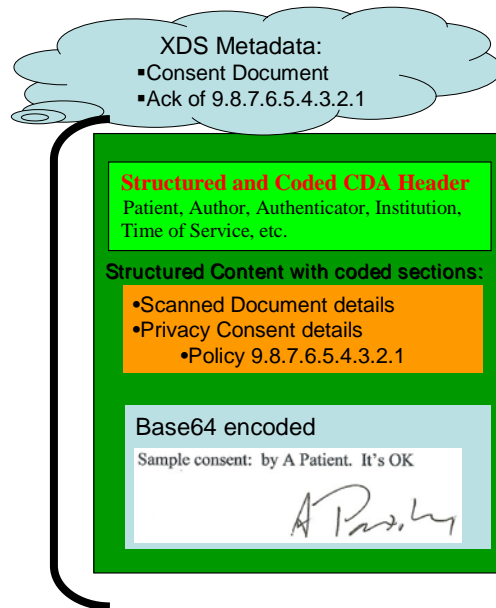 XDS Metadata:
▪Consent Document
▪Ack of 9.8.7.6.5.4.3.2.1
Structured and Coded CDA Header
Patient, Author, Authenticator, Institution,
Time of Service, etc.
Structured Content with coded sections:
•Scanned Document details
•Privacy Consent details
•Policy 9.8.7.6.5.4.3.2.1
Base64 encoded
Sample consent: by A Patient. It's OK